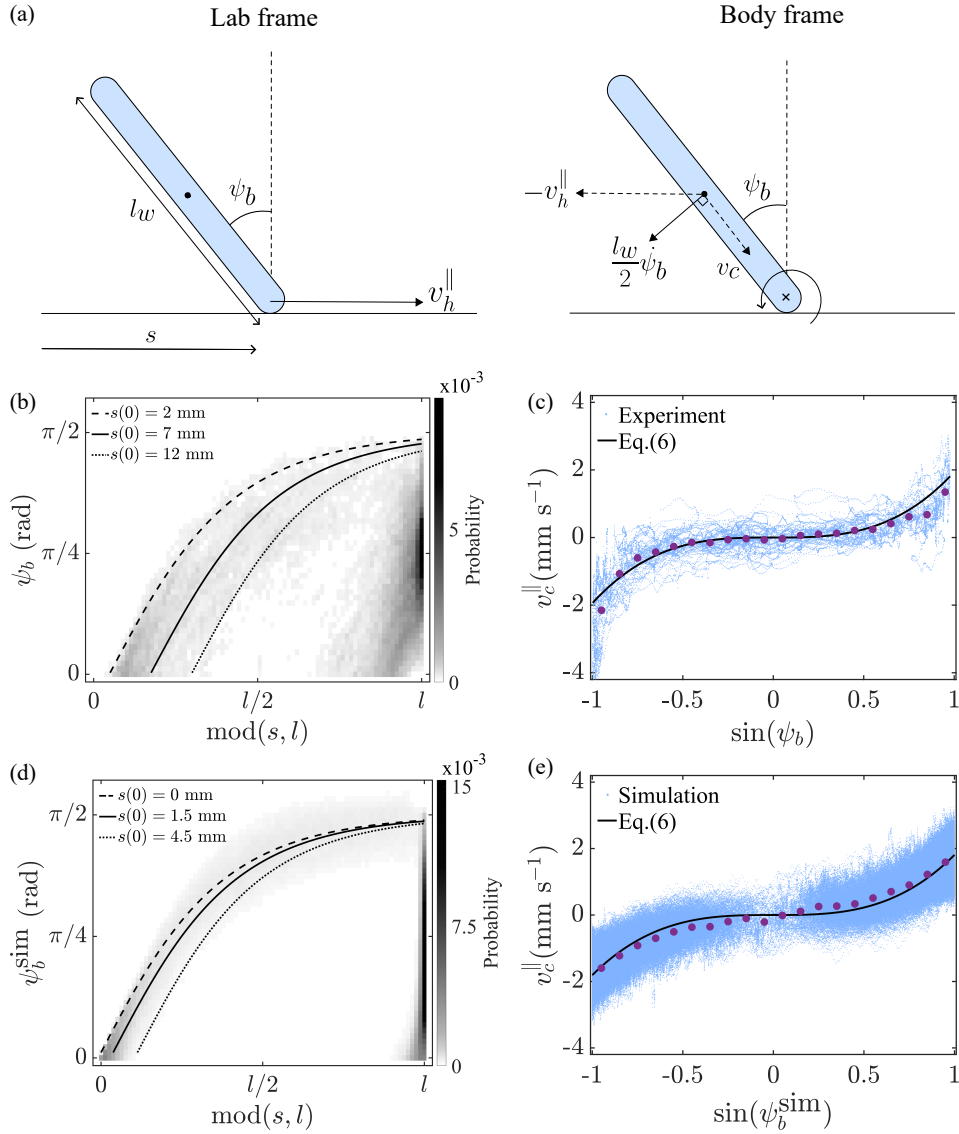 (a)
Lab frame
Body frame
l_w
ψ_b
v_h^∥
s
−v_h^∥
ψ_b
l_w/2 ψ̇_b
v_c
(b)
x10^-3
s(0) = 2 mm
s(0) = 7 mm
s(0) = 12 mm
π/2
π/4
0
ψ_b (rad)
0
l/2
l
mod(s, l)
5
0
Probability
(c)
Experiment
Eq.(6)
4
2
0
-2
-4
v_c^∥(mm s^-1)
-1
-0.5
0
0.5
1
sin(ψ_b)
(d)
x10^-3
s(0) = 0 mm
s(0) = 1.5 mm
s(0) = 4.5 mm
π/2
π/4
0
ψ_b^sim (rad)
0
l/2
l
mod(s, l)
15
7.5
0
Probability
(e)
Simulation
Eq.(6)
4
2
0
-2
-4
v_c^∥(mm s^-1)
-1
-0.5
0
0.5
1
sin(ψ_b^sim)